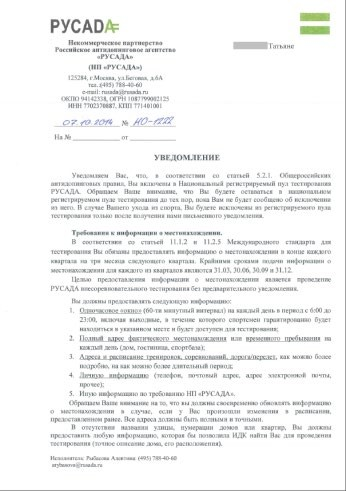 РУСАДА
Некоммерческое партнерство
Российское антидопинговое агентство
«РУСАДА»
(НП «РУСАДА»)
125284, г.Москва, ул.Беговая, д.6А
тел.(495) 788-40-60
e-mail: rusada@rusada.ru
ОКПО 94142338, ОГРН 1087799002125
ИНН 7702370887, КПП 771401001
07.10.2014 № НО-1222
На № от
Татьяне
УВЕДОМЛЕНИЕ
Уведомляем Вас, что, в соответствии со статьей 5.2.1. Общероссийских
антидопинговых правил, Вы включены в Национальный регистрируемый пул тестирования
РУСАДА. Обращаем Ваше внимание, что Вы будете оставаться в национальном
регистрируемом пуле тестирования до тех пор, пока Вам не будет сообщено об исключении
из него. В случае Вашего ухода из спорта, Вы будете исключены из регистрируемого пула
тестирования только после получения нами письменного уведомления.
Требования к информации о местонахождении.
В соответствии со статьей 11.1.2 и 11.2.5 Международного стандарта для
тестирования Вы обязаны предоставлять информацию о местонахождении в конце каждого
квартала на три месяца следующего квартала. Крайними сроками подачи информации о
местонахождении для каждого из кварталов являются 31.03, 30.06, 30.09 и 31.12.
Целью предоставления информации о местонахождении является проведение
РУСАДА внесоревновательного тестирования без предварительного уведомления.
Вы должны предоставлять следующую информацию:
1. Одночасовое «окно» (60-ти минутный интервал) на каждый день в период с 6:00 до
23:00, включая выходные, в течение которого спортсмен гарантированно будет
находиться в указанном месте и будет доступен для тестирования;
2. Полный адрес фактического местонахождения или временного пребывания на
каждый день (дом, гостиница, спортбаза);
3. Адреса и расписание тренировок, соревнований, дорога/перелет, как можно более
подробно, на как можно более длительный период;
4. Личную информацию (телефон, почтовый адрес, адрес электронной почты,
прочее);
5. Иную информацию по требованию НП «РУСАДА».
Обращаем Ваше внимание на то, что вы должны своевременно обновлять информацию
о местонахождении в случае, если у Вас произошли изменения в расписании,
предоставленном ранее. Все адреса должны быть полными и точными.
В отсутствии названия улицы, нумерации домов или квартир, Вы должны
предоставить любую информацию, которая бы позволила ИДК найти Вас для проведения
тестирования (точное описание дома, его расположения).
Исполнитель: Рыбасова Алевтина (495) 788-40-60
arybasova@rusada.ru